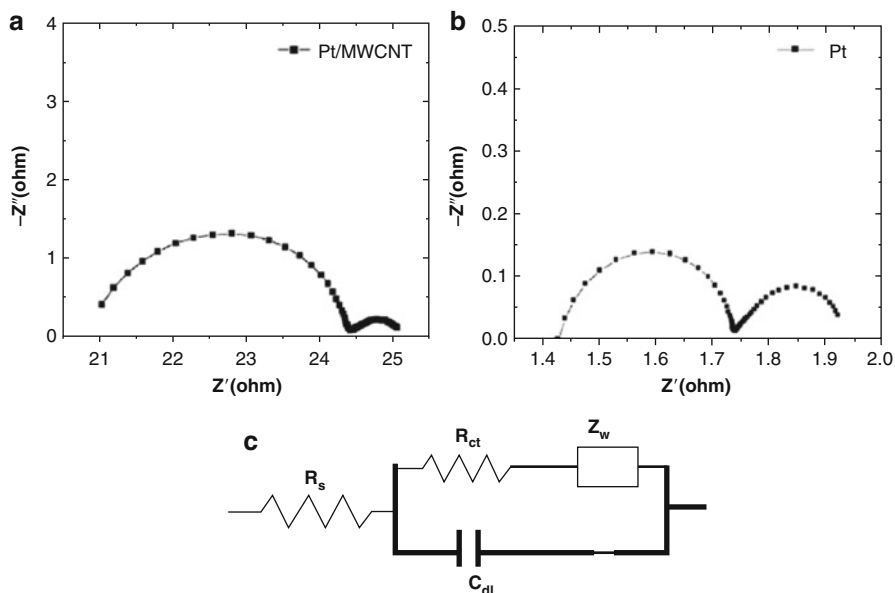 a
Pt/MWCNT
4
3
2
1
0
–Z″(ohm)
21 22 23 24 25
Z′(ohm)
b
Pt
0.5
0.4
0.3
0.2
0.1
0.0
–Z″(ohm)
1.4 1.5 1.6 1.7 1.8 1.9 2.0
Z′(ohm)
c
Rs
Rct
Zw
Cdl